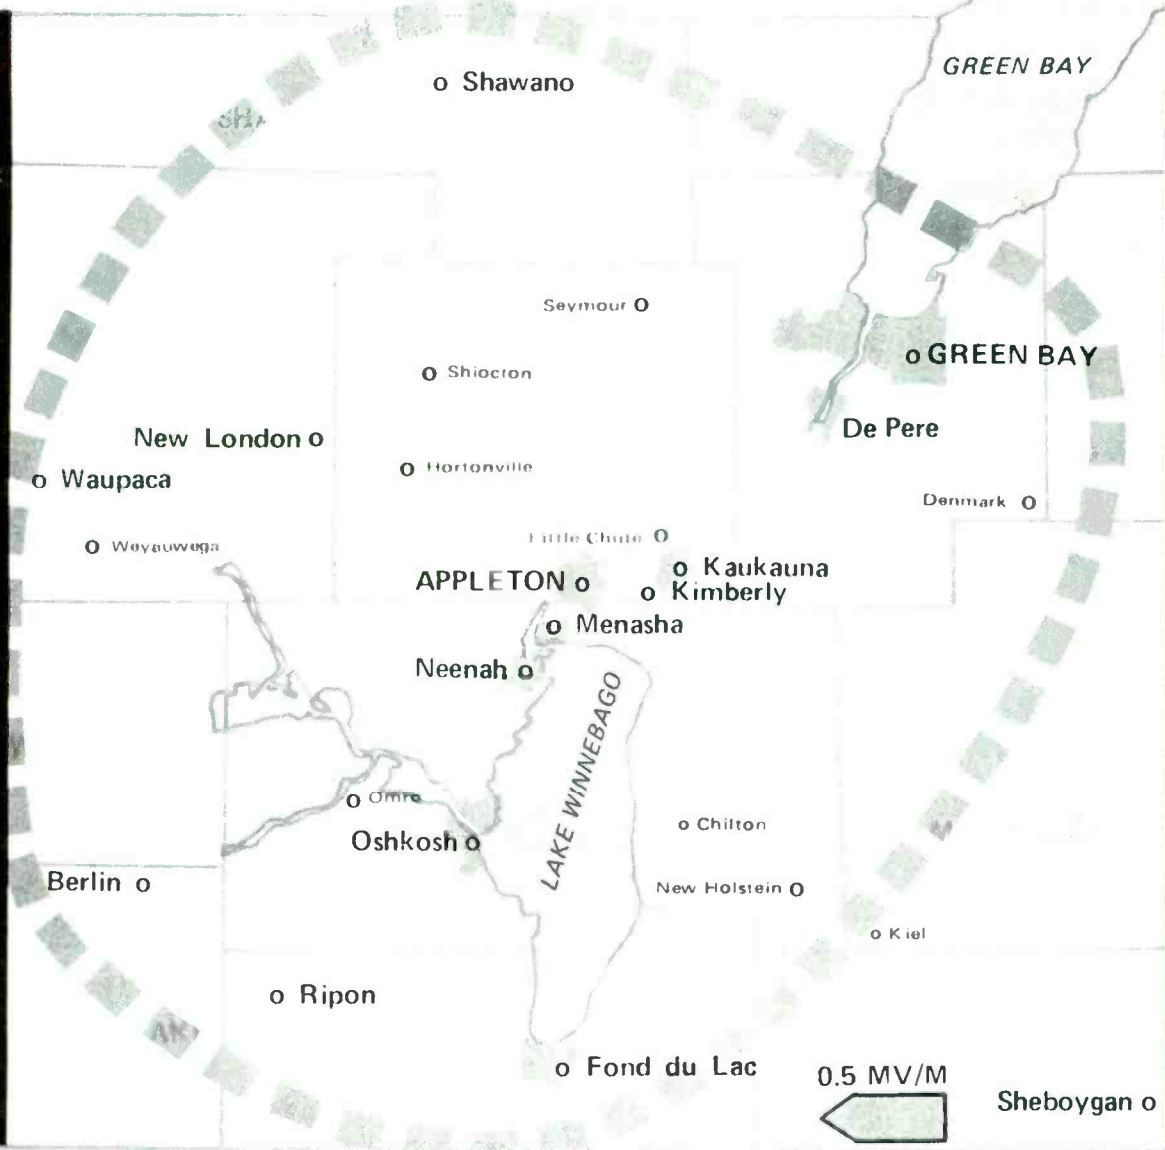 GREEN BAY
Shawano
Seymour
GREEN BAY
Shiocton
De Pere
New London
Hortonville
Waupaca
Denmark
Little Chute
Weyauwega
Kaukauna
APPLETON
Kimberly
Menasha
Neenah
LAKE WINNEBAGO
Omro
Chilton
Oshkosh
Berlin
New Holstein
Kiel
Ripon
Fond du Lac
0.5 MV/M
Sheboygan